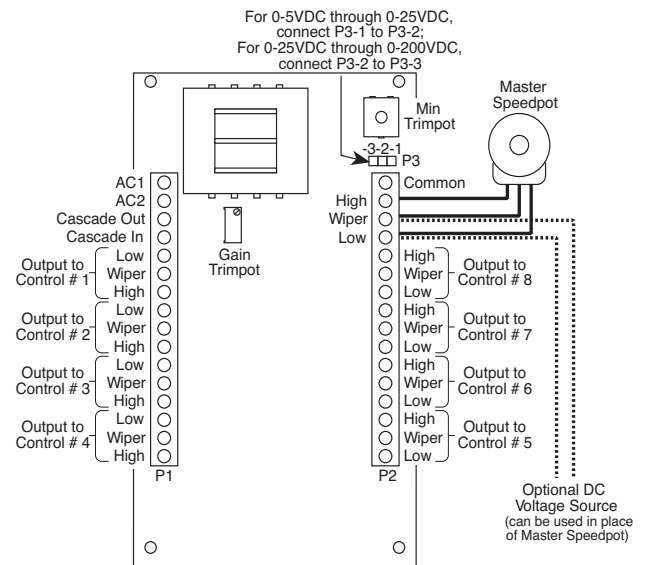 For 0-5VDC through 0-25VDC,
connect P3-1 to P3-2;
For 0-25VDC through 0-200VDC,
connect P3-2 to P3-3
Master
Speedpot
Min
Trimpot
-3-2-1
P3
AC1
AC2
Cascade Out
Cascade In
Gain
Trimpot
Common
High
Wiper
Low
Output to
Control # 1
Low
Wiper
High
Output to
Control # 2
Low
Wiper
High
Output to
Control # 3
Low
Wiper
High
Output to
Control # 4
Low
Wiper
High
P1
High
Wiper
Low
Output to
Control # 8
High
Wiper
Low
Output to
Control # 7
High
Wiper
Low
Output to
Control # 6
High
Wiper
Low
Output to
Control # 5
P2
Optional DC
Voltage Source
(can be used in place
of Master Speedpot)